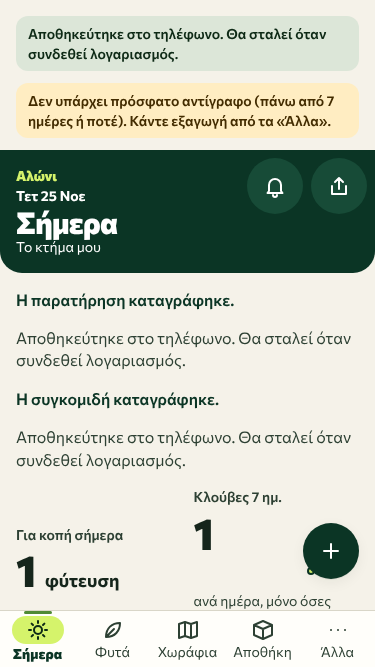 Αποθηκεύτηκε στο τηλέφωνο. Θα σταλεί όταν
συνδεθεί λογαριασμός.
Δεν υπάρχει πρόσφατο αντίγραφο (πάνω από 7
ημέρες ή ποτέ). Κάντε εξαγωγή από τα «Άλλα».
Αλώνι
Τετ 25 Νοε
Σήμερα
Το κτήμα μου
Η παρατήρηση καταγράφηκε.
Αποθηκεύτηκε στο τηλέφωνο. Θα σταλεί όταν
συνδεθεί λογαριασμός.
Η συγκομιδή καταγράφηκε.
Αποθηκεύτηκε στο τηλέφωνο. Θα σταλεί όταν
συνδεθεί λογαριασμός.
Για κοπή σήμερα
1 φύτευση
Κλούβες 7 ημ.
1
ανά ημέρα, μόνο όσες
Σήμερα
Φυτά
Χωράφια
Αποθήκη
Άλλα